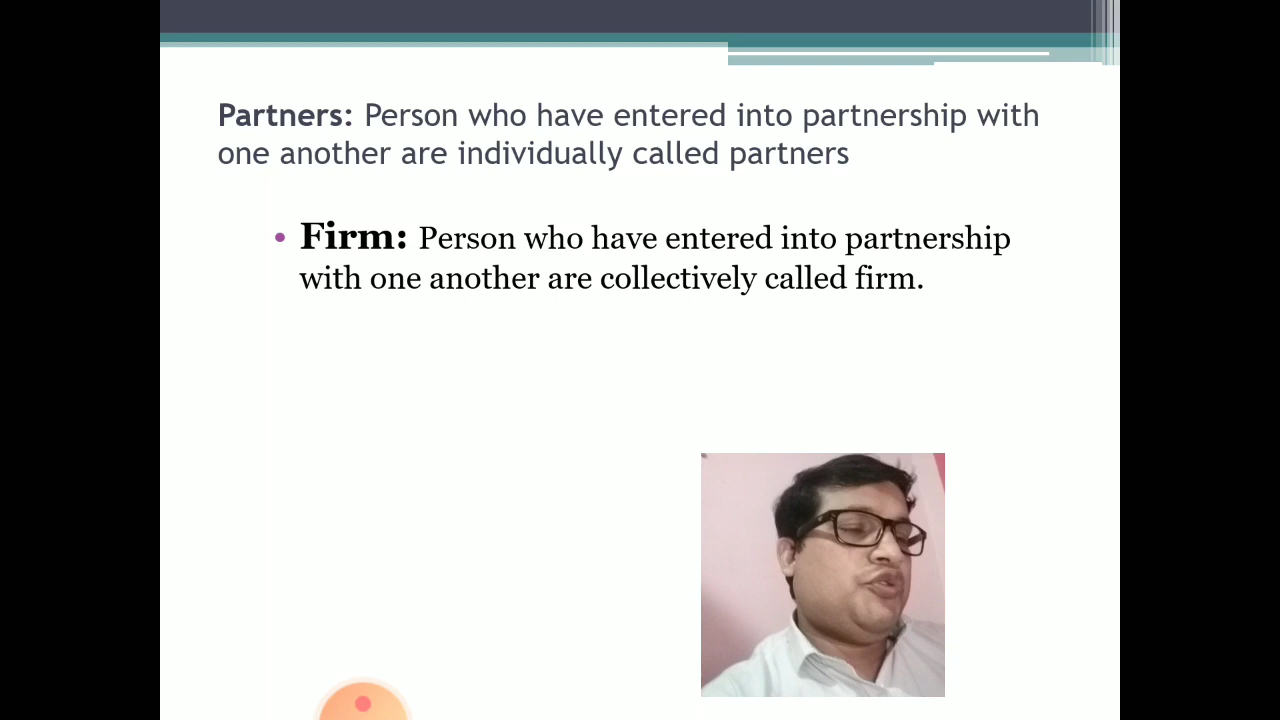 Partners: Person who have entered into partnership with
one another are individually called partners
• Firm: Person who have entered into partnership
with one another are collectively called firm.